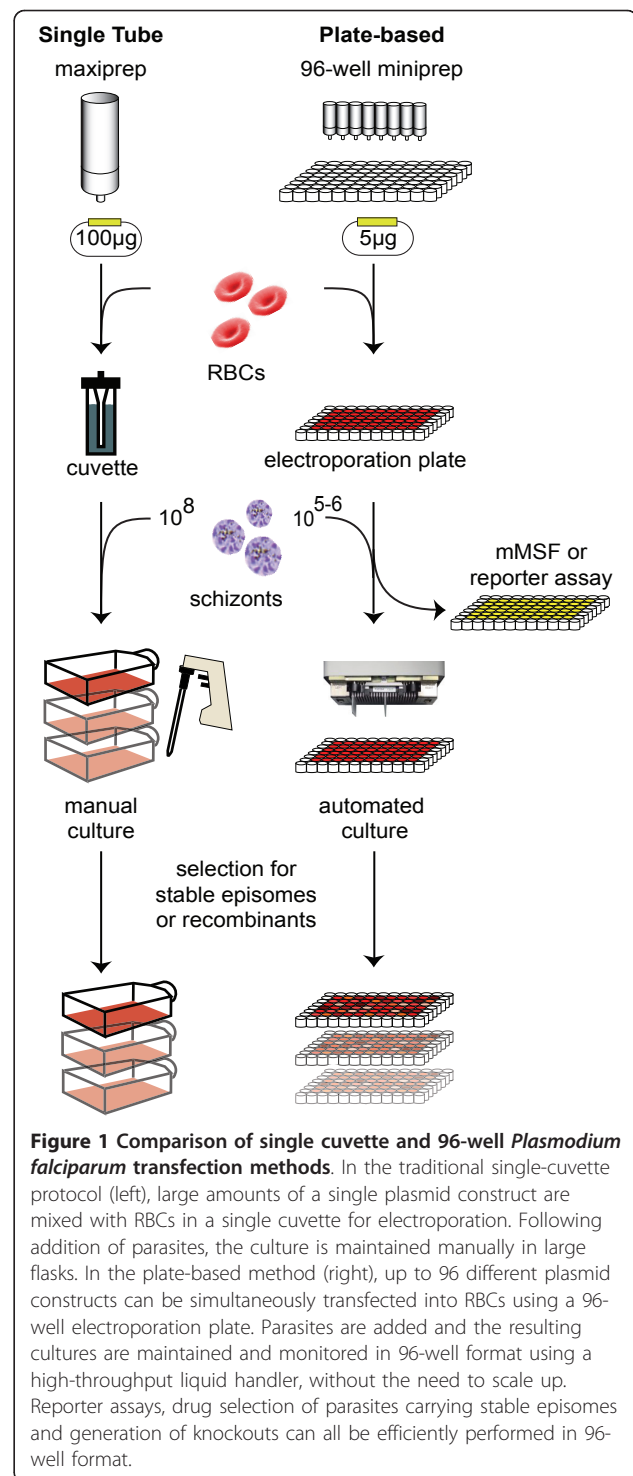 Single Tube
Plate-based
maxiprep
96-well miniprep
100µg
5µg
RBCs
cuvette
electroporation plate
10^8
10^5-6
schizonts
mMSF or
reporter assay
manual
culture
automated
culture
selection for
stable episomes
or recombinants
Figure 1 Comparison of single cuvette and 96-well Plasmodium
falciparum transfection methods. In the traditional single-cuvette
protocol (left), large amounts of a single plasmid construct are
mixed with RBCs in a single cuvette for electroporation. Following
addition of parasites, the culture is maintained manually in large
flasks. In the plate-based method (right), up to 96 different plasmid
constructs can be simultaneously transfected into RBCs using a 96-
well electroporation plate. Parasites are added and the resulting
cultures are maintained and monitored in 96-well format using a
high-throughput liquid handler, without the need to scale up.
Reporter assays, drug selection of parasites carrying stable episomes
and generation of knockouts can all be efficiently performed in 96-
well format.